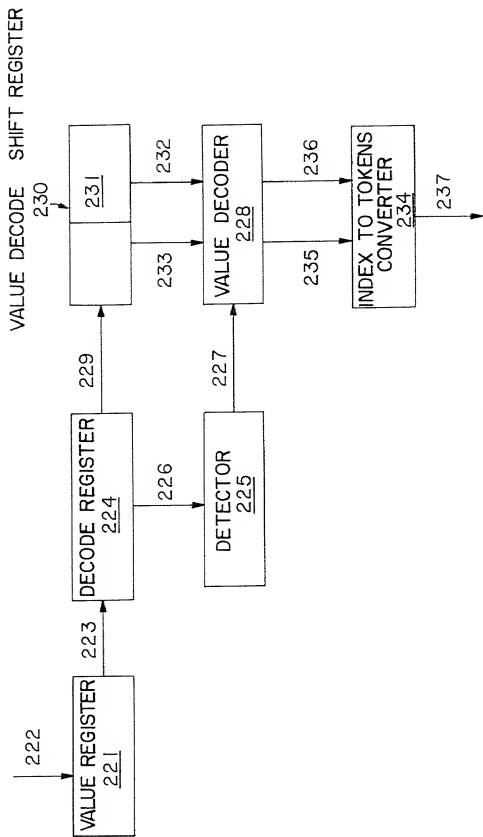 VALUE DECODE SHIFT REGISTER
222
230
VALUE REGISTER
221
223
DECODE REGISTER
224
229
231
226
233
232
DETECTOR
225
227
VALUE DECODER
228
235
236
INDEX TO TOKENS
CONVERTER
234
237